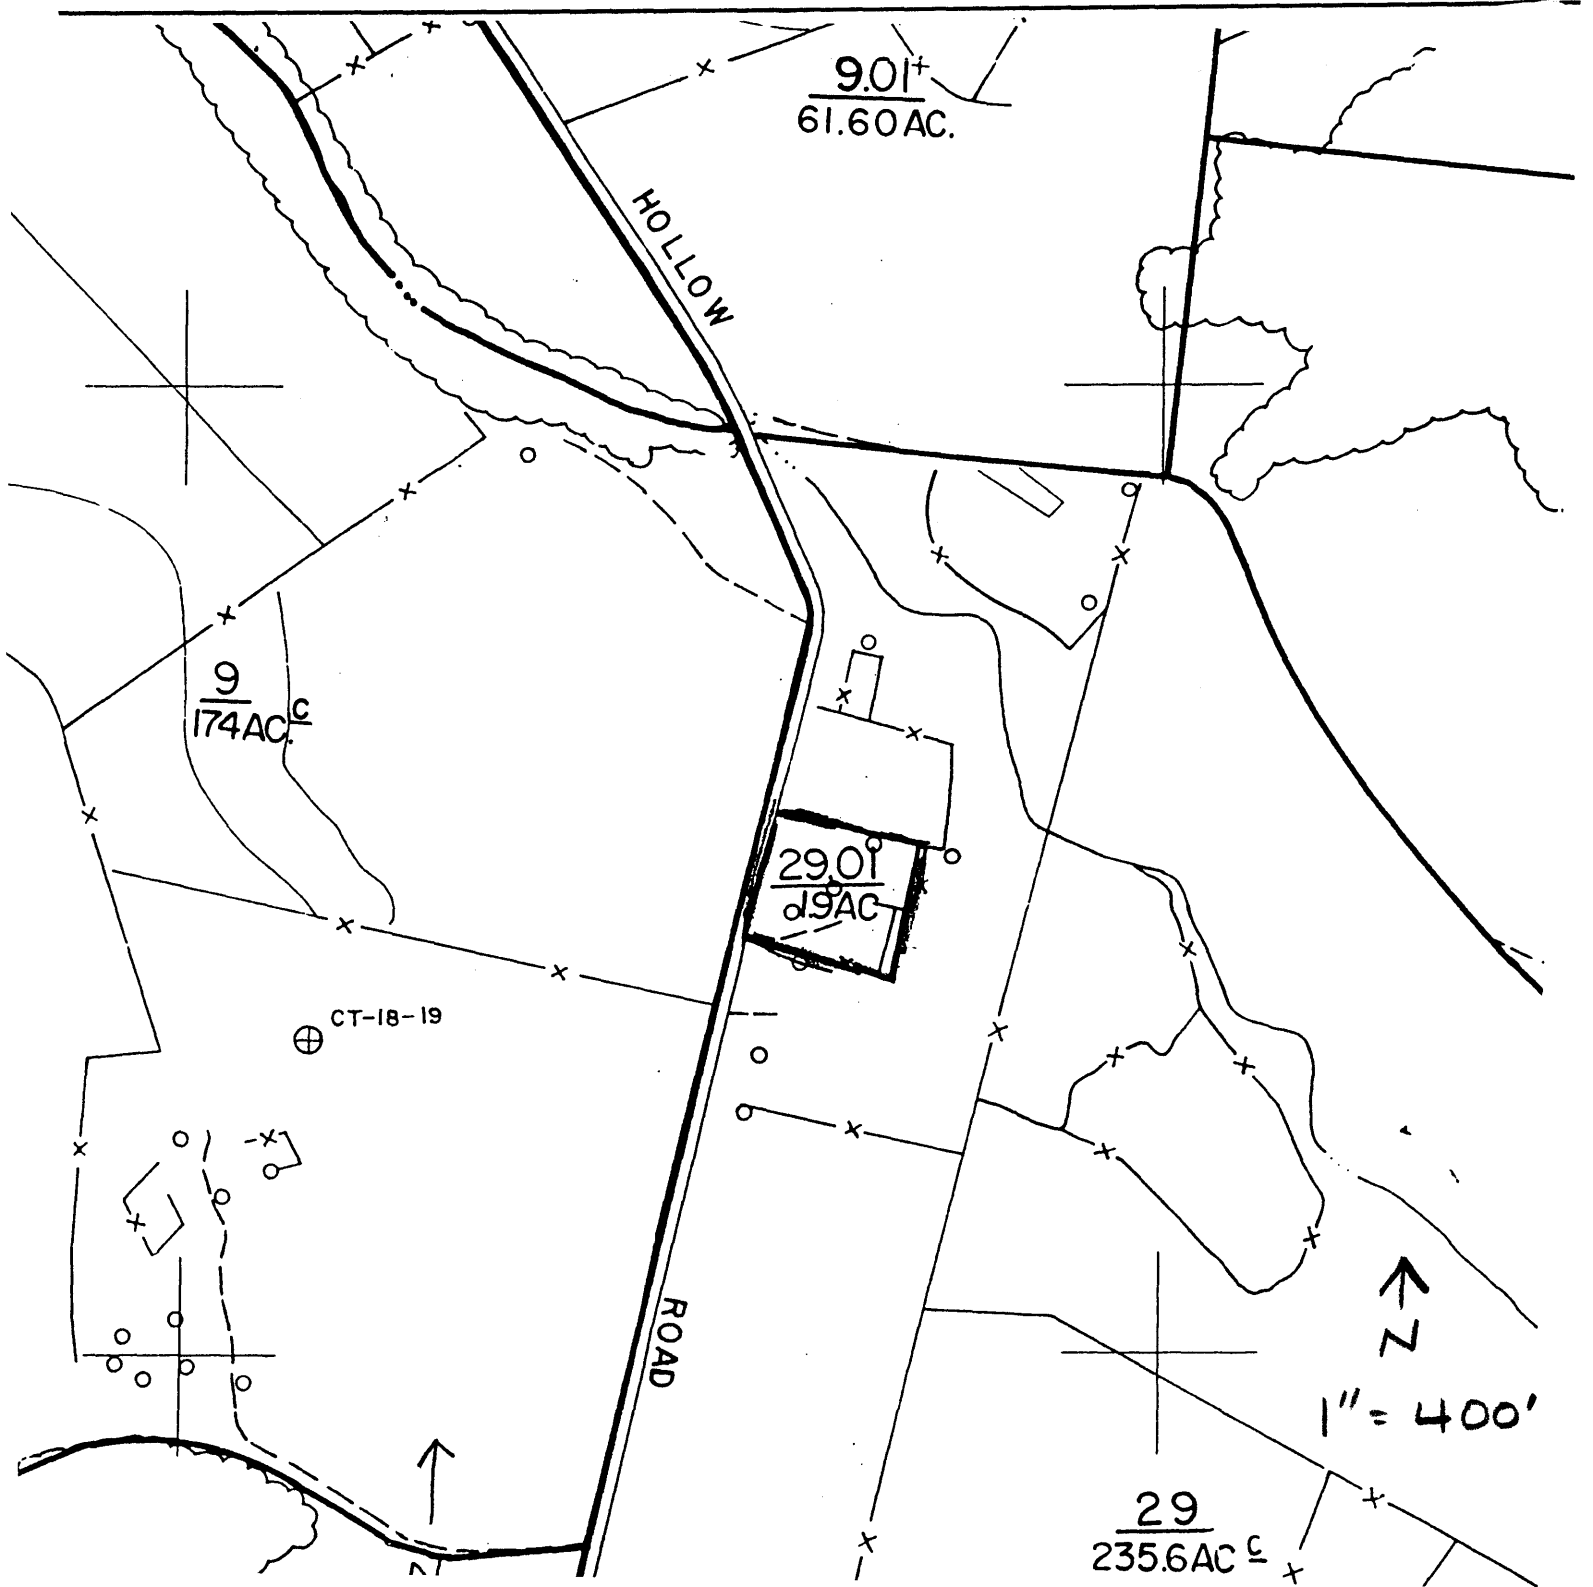 9.01
61.60 AC.
HOLLOW
9
174 AC. C
29.01
d.9 AC
CT-18-19
ROAD
N
1" = 400'
29
235.6 AC C
N